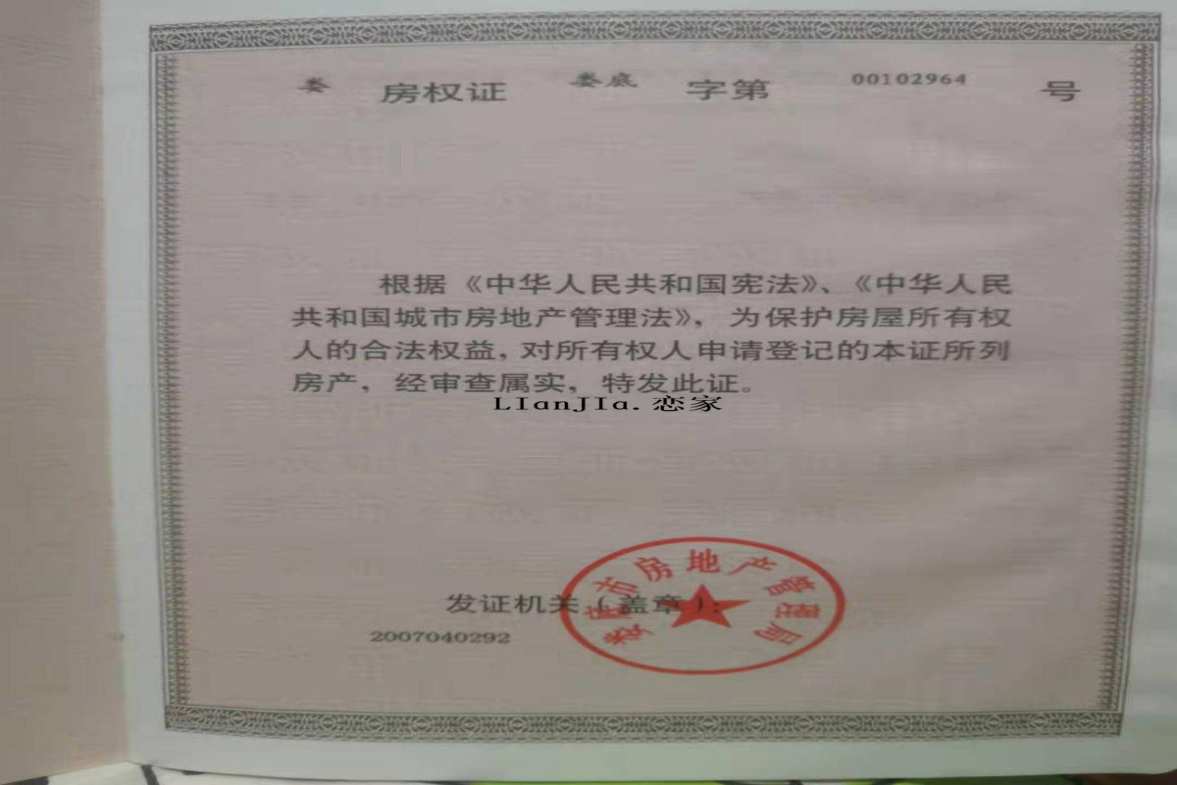 娄 房权证 娄底 字第 00102964 号
根据《中华人民共和国宪法》、《中华人民
共和国城市房地产管理法》，为保护房屋所有权
人的合法权益，对所有权人申请登记的本证所列
房产，经审查属实，特发此证。
LIanJIa.恋家
发证机关（盖章）：
娄底市房地产管理局
2007040292